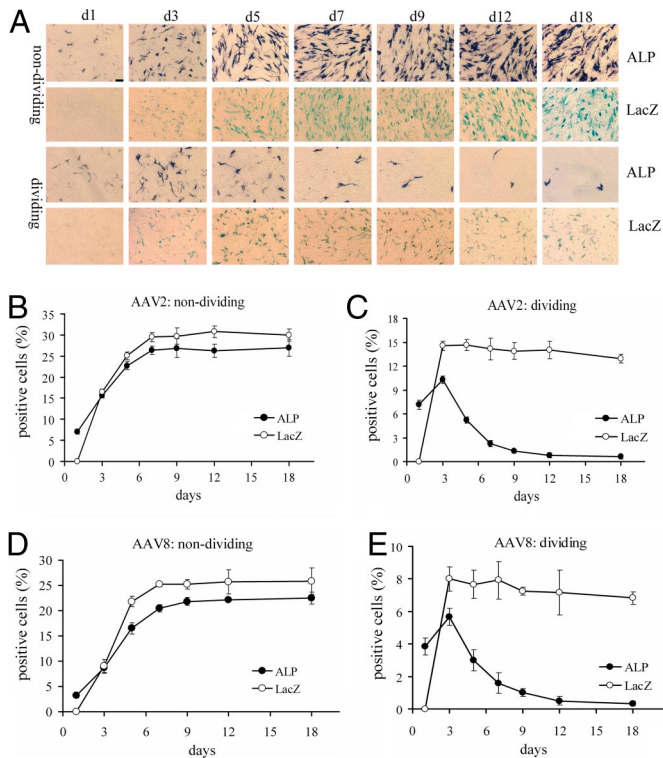 A
d1 d3 d5 d7 d9 d12 d18
non-dividing
ALP
LacZ
dividing
ALP
LacZ
B
AAV2: non-dividing
positive cells (%)
35
30
25
20
15
10
5
0
ALP
LacZ
0 3 6 9 12 15 18
days
C
AAV2: dividing
positive cells (%)
18
15
12
9
6
3
0
ALP
LacZ
0 3 6 9 12 15 18
days
D
AAV8: non-dividing
positive cells (%)
30
25
20
15
10
5
0
ALP
LacZ
0 3 6 9 12 15 18
days
E
AAV8: dividing
positive cells (%)
10
8
6
4
2
0
ALP
LacZ
0 3 6 9 12 15 18
days